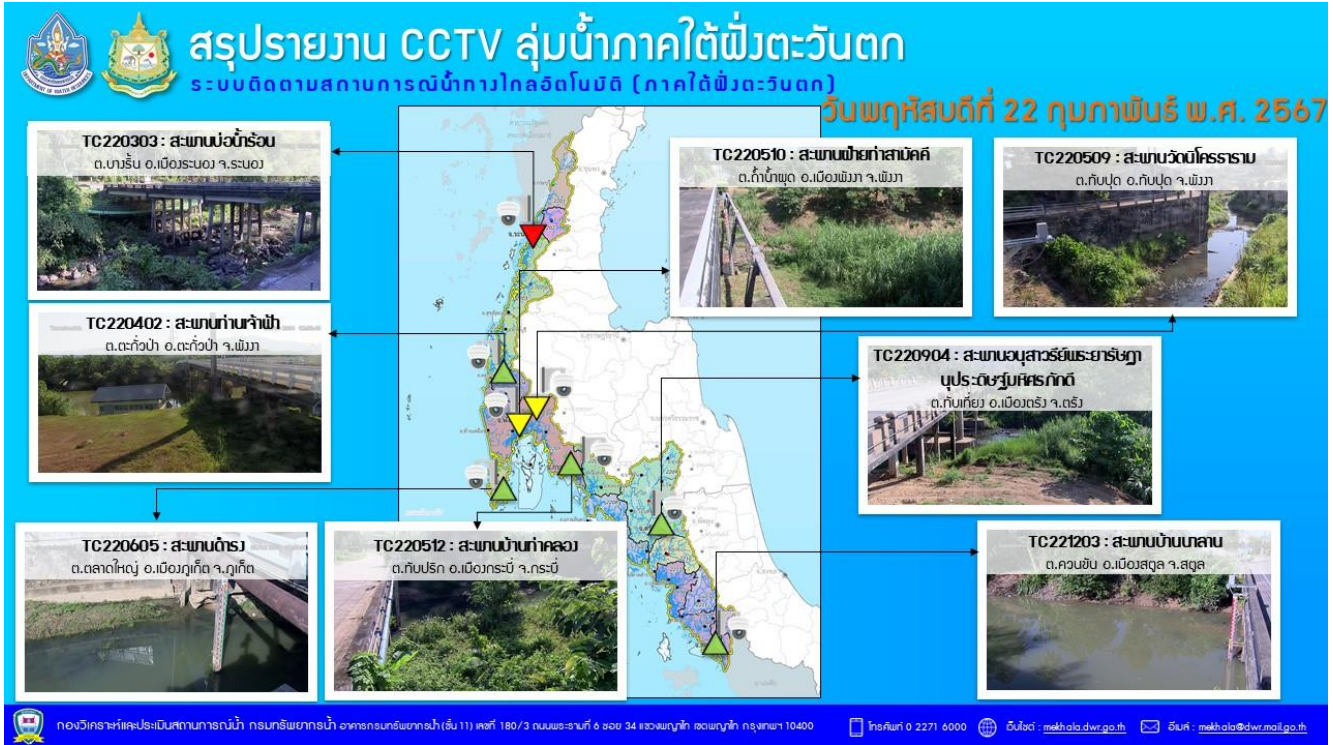 สรุปรายงาน CCTV ลุ่มน้ำภาคใต้ฝั่งตะวันตก
ระบบติดตามสถานการณ์น้ำทางไกลอัตโนมัติ (ภาคใต้ฝั่งตะวันตก)
วันพฤหัสบดีที่ 22 กุมภาพันธ์ พ.ศ. 2567
TC220303 : สะพานบ่อน้ำร้อน
ต.บางริ้น อ.เมืองระนอง จ.ระนอง
TC220510 : สะพานฝ่ายท่าสามัคคี
ต.ถ้ำน้ำผุด อ.เมืองพังงา จ.พังงา
TC220509 : สะพานวัดนิโครธาราม
ต.ทับปุด อ.ทับปุด จ.พังงา
TC220402 : สะพานท่านเจ้าฟ้า
ต.ตะกั่วป่า อ.ตะกั่วป่า จ.พังงา
TC220904 : สะพานอนุสาวรีย์พระยารัษฎา
นุประดิษฐ์มหิศรภักดี
ต.ทับเที่ยง อ.เมืองตรัง จ.ตรัง
TC220605 : สะพานดำรง
ต.ตลาดใหญ่ อ.เมืองภูเก็ต จ.ภูเก็ต
TC220512 : สะพานบ้านท่าคลอง
ต.ทับปริก อ.เมืองกระบี่ จ.กระบี่
TC221203 : สะพานบ้านนาลาน
ต.ควนขัน อ.เมืองสตูล จ.สตูล
กองวิเคราะห์และประเมินสถานการณ์น้ำ กรมทรัพยากรน้ำ อาคารกรมทรัพยากรน้ำ (ชั้น 11) เลขที่ 180/3 ถนนพระรามที่ 6 ซอย 34 แขวงพญาไท เขตพญาไท กรุงเทพฯ 10400
โทรศัพท์ 0 2271 6000
เว็บไซต์ : mekhala.dwr.go.th
อีเมล์ : mekhala@dwr.mail.go.th